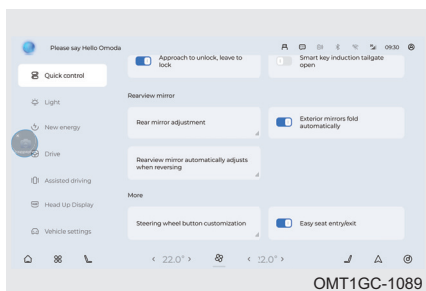 Please say Hello Omoda
09:30
Quick control
Light
New energy
Drive
Assisted driving
Head Up Display
Vehicle settings
Approach to unlock, leave to
lock
Smart key induction tailgate
open
Rearview mirror
Rear mirror adjustment
Exterior mirrors fold
automatically
Rearview mirror automatically adjusts
when reversing
More
Steering wheel button customization
Easy seat entry/exit
< 22.0° >
< 2.0° >
OMT1GC-1089